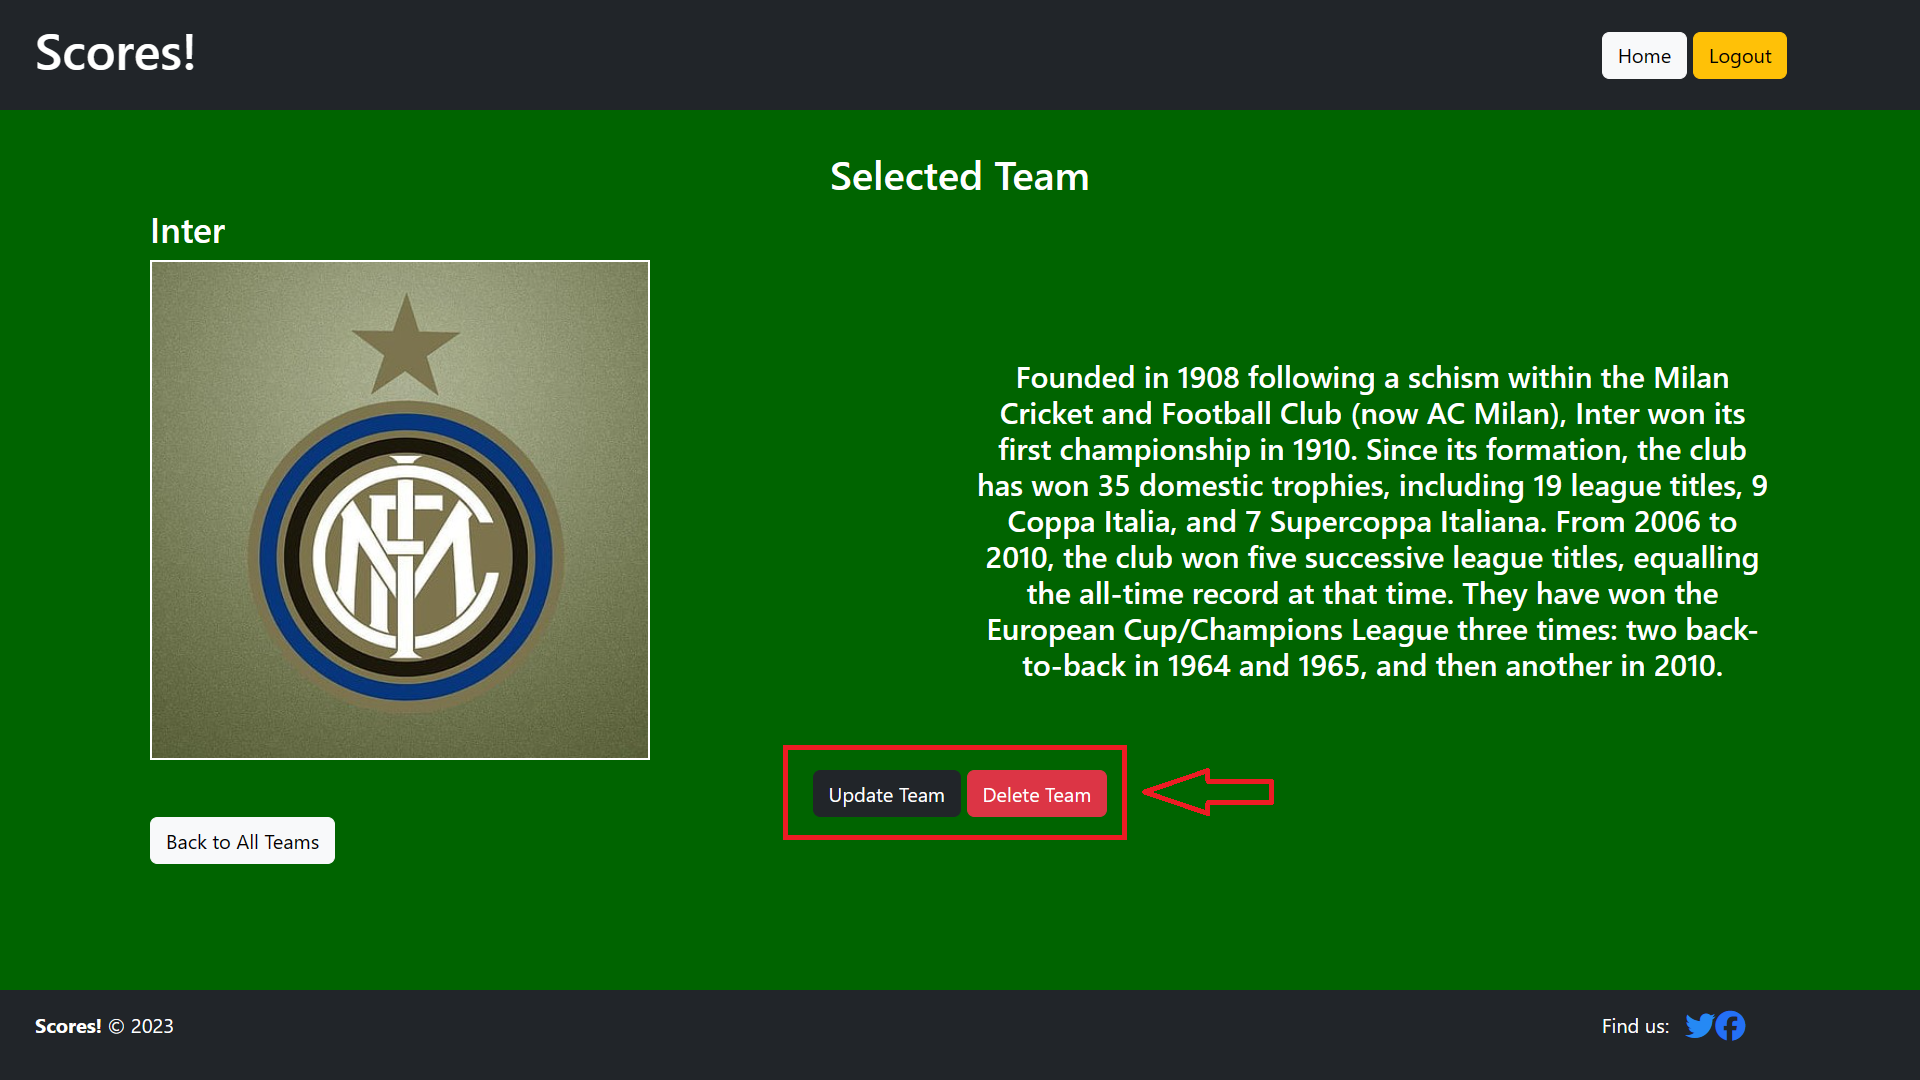 Scores!
Home
Logout
Selected Team
Inter
Founded in 1908 following a schism within the Milan
Cricket and Football Club (now AC Milan), Inter won its
first championship in 1910. Since its formation, the club
has won 35 domestic trophies, including 19 league titles, 9
Coppa Italia, and 7 Supercoppa Italiana. From 2006 to
2010, the club won five successive league titles, equalling
the all-time record at that time. They have won the
European Cup/Champions League three times: two back-
to-back in 1964 and 1965, and then another in 2010.
Update Team
Delete Team
Back to All Teams
Scores! © 2023
Find us: